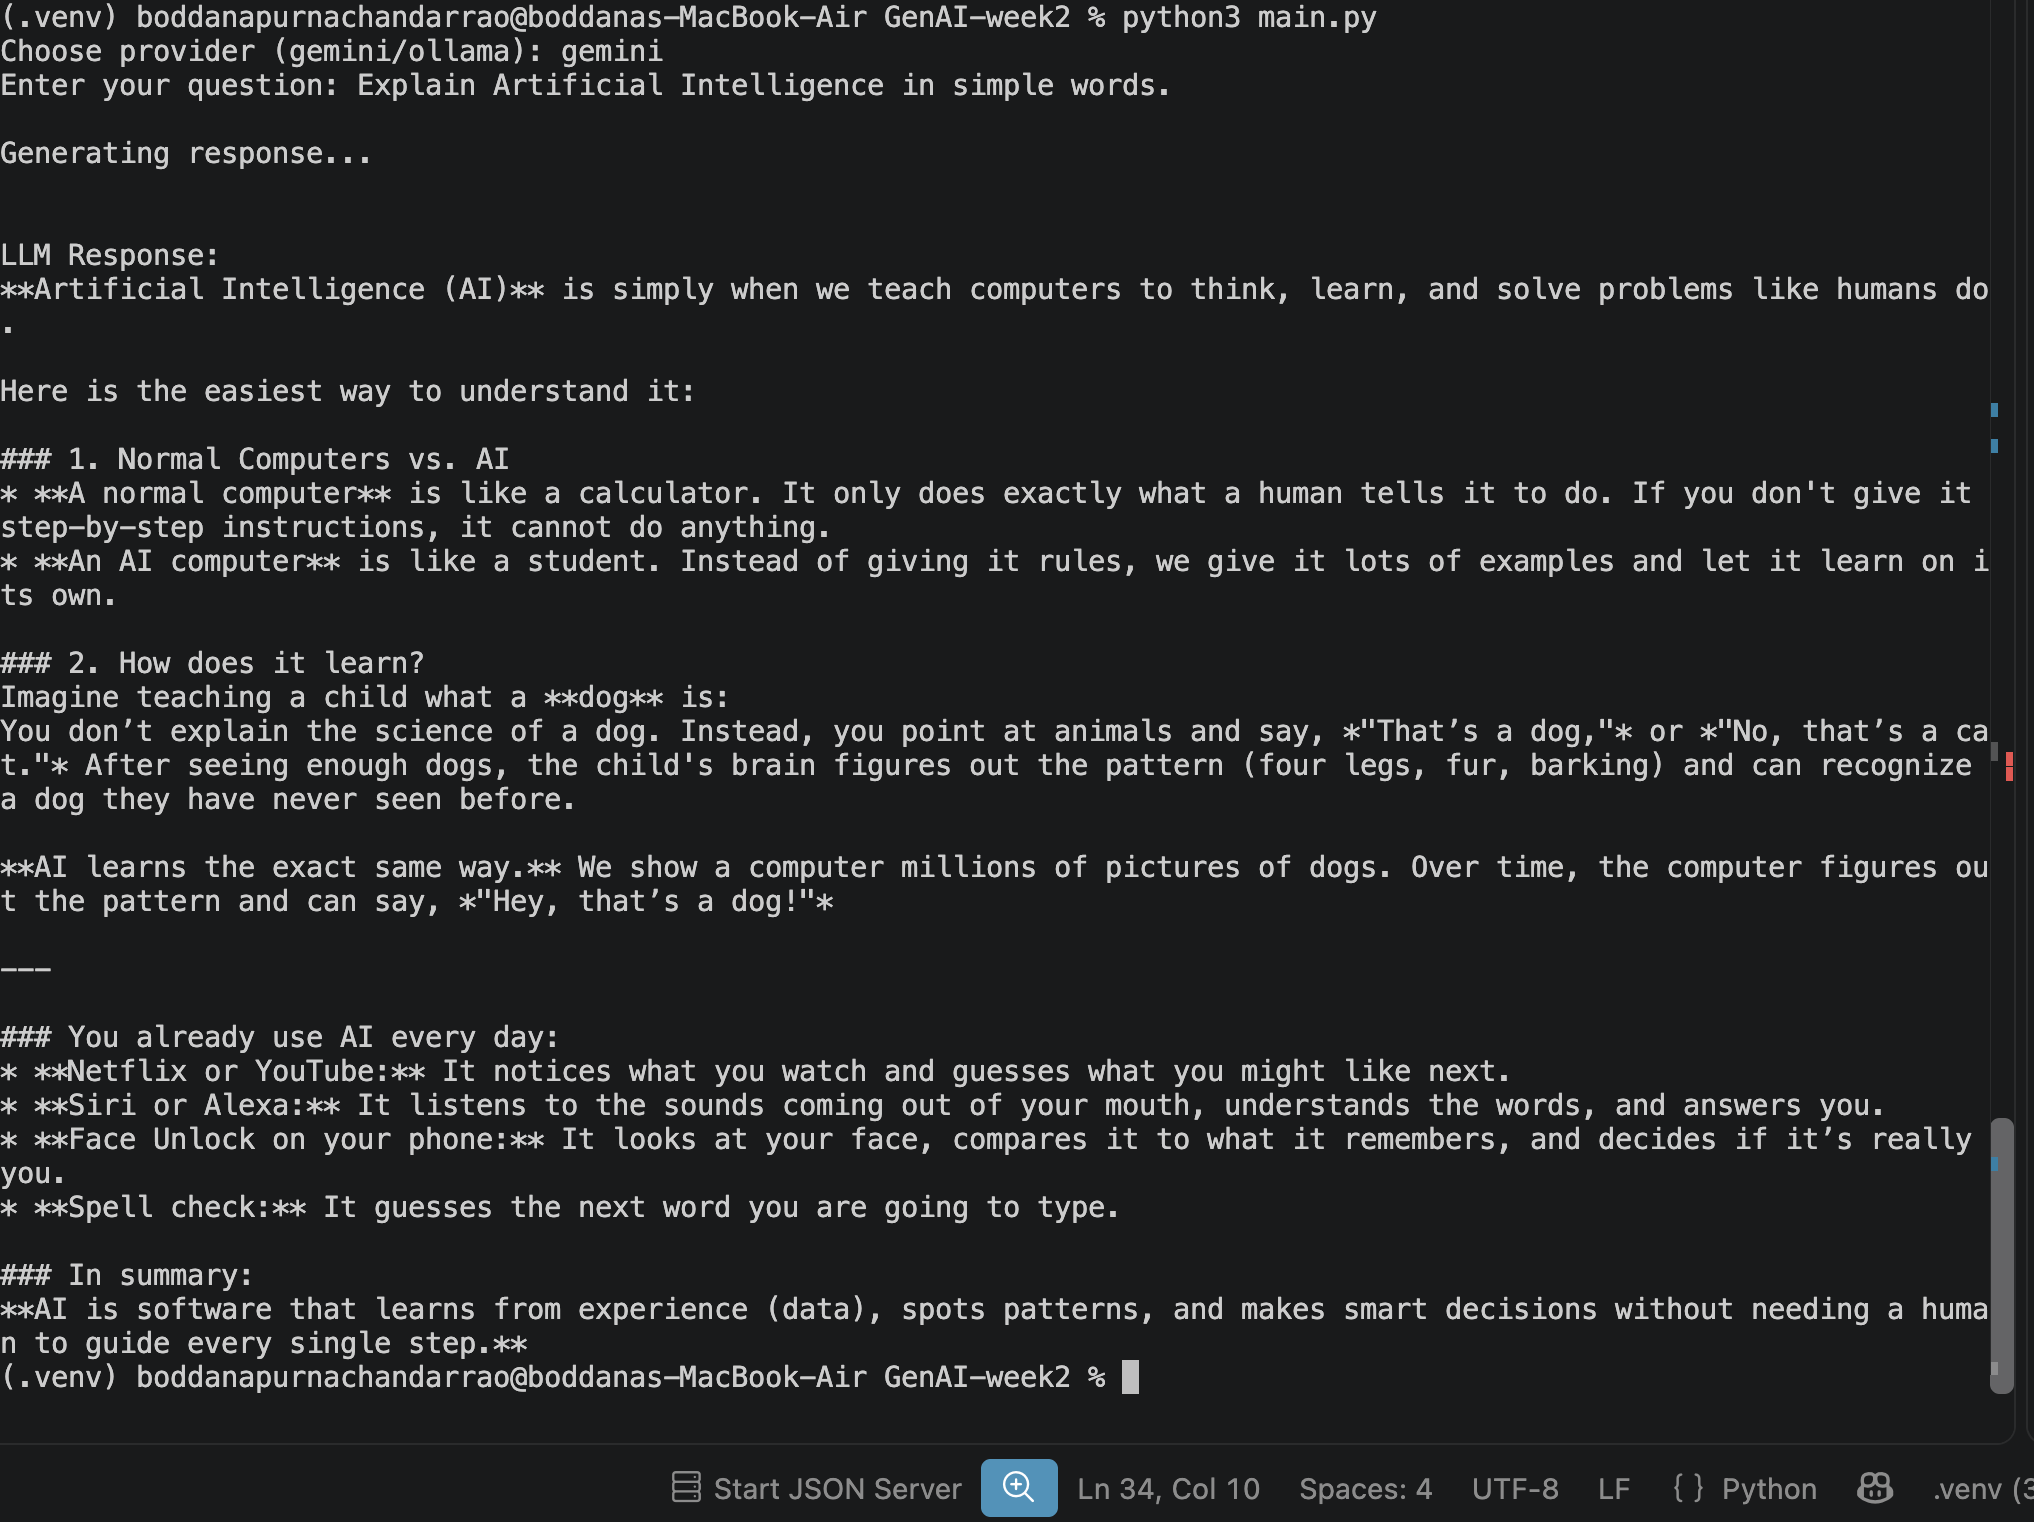 (.venv) boddanapurnachandarrao@boddanas-MacBook-Air GenAI-week2 % python3 main.py
Choose provider (gemini/ollama): gemini
Enter your question: Explain Artificial Intelligence in simple words.
Generating response...
LLM Response:
**Artificial Intelligence (AI)** is simply when we teach computers to think, learn, and solve problems like humans do
.
Here is the easiest way to understand it:
### 1. Normal Computers vs. AI
* **A normal computer** is like a calculator. It only does exactly what a human tells it to do. If you don't give it
step-by-step instructions, it cannot do anything.
* **An AI computer** is like a student. Instead of giving it rules, we give it lots of examples and let it learn on i
ts own.
### 2. How does it learn?
Imagine teaching a child what a **dog** is:
You don’t explain the science of a dog. Instead, you point at animals and say, *"That’s a dog,"* or *"No, that’s a ca
t."* After seeing enough dogs, the child's brain figures out the pattern (four legs, fur, barking) and can recognize
a dog they have never seen before.
**AI learns the exact same way.** We show a computer millions of pictures of dogs. Over time, the computer figures ou
t the pattern and can say, *"Hey, that’s a dog!"*
---
### You already use AI every day:
* **Netflix or YouTube:** It notices what you watch and guesses what you might like next.
* **Siri or Alexa:** It listens to the sounds coming out of your mouth, understands the words, and answers you.
* **Face Unlock on your phone:** It looks at your face, compares it to what it remembers, and decides if it’s really
you.
* **Spell check:** It guesses the next word you are going to type.
### In summary:
**AI is software that learns from experience (data), spots patterns, and makes smart decisions without needing a huma
n to guide every single step.**
(.venv) boddanapurnachandarrao@boddanas-MacBook-Air GenAI-week2 %
Start JSON Server Ln 34, Col 10 Spaces: 4 UTF-8 LF {} Python .venv (3